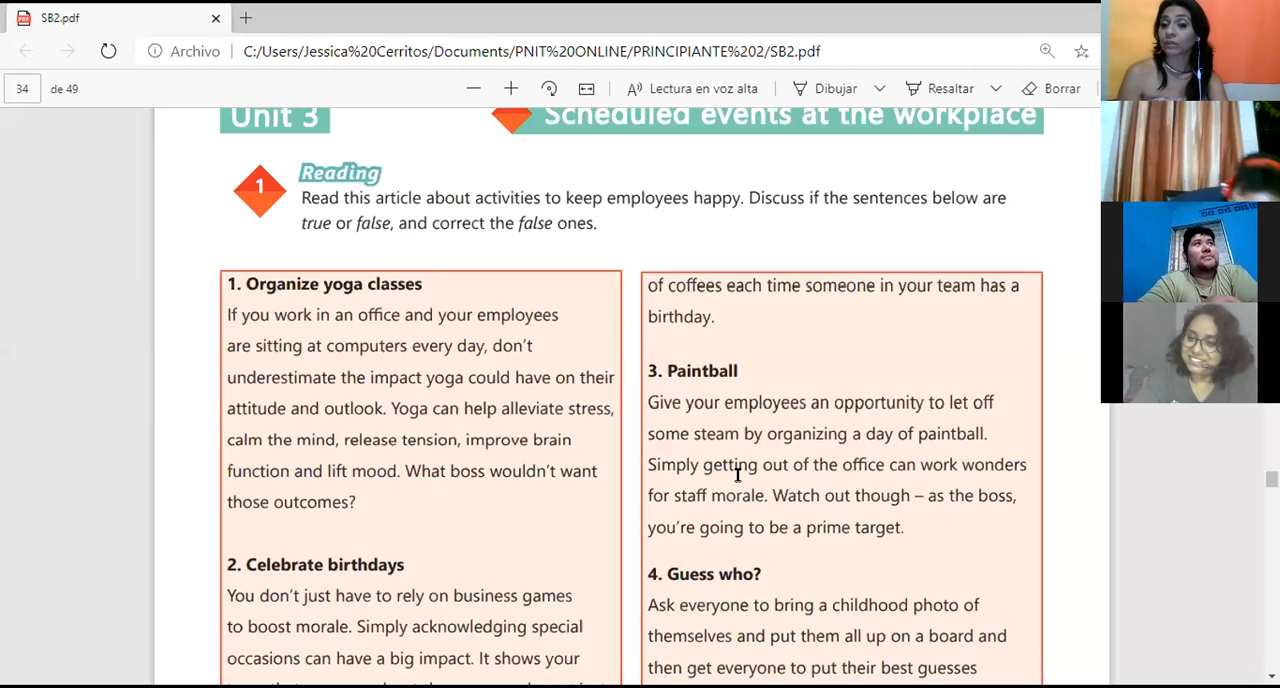 SB2.pdf
Archivo C:/Users/Jessica%20Cerritos/Documents/PNIT%20ONLINE/PRINCIPIANTE%202/SB2.pdf
34 de 49 Lectura en voz alta Dibujar Resaltar Borrar
Unit 3 Scheduled events at the workplace
1
Reading
Read this article about activities to keep employees happy. Discuss if the sentences below are
true or false, and correct the false ones.
1. Organize yoga classes
If you work in an office and your employees
are sitting at computers every day, don't
underestimate the impact yoga could have on their
attitude and outlook. Yoga can help alleviate stress,
calm the mind, release tension, improve brain
function and lift mood. What boss wouldn't want
those outcomes?
2. Celebrate birthdays
You don't just have to rely on business games
to boost morale. Simply acknowledging special
occasions can have a big impact. It shows your
of coffees each time someone in your team has a
birthday.
3. Paintball
Give your employees an opportunity to let off
some steam by organizing a day of paintball.
Simply getting out of the office can work wonders
for staff morale. Watch out though – as the boss,
you're going to be a prime target.
4. Guess who?
Ask everyone to bring a childhood photo of
themselves and put them all up on a board and
then get everyone to put their best guesses